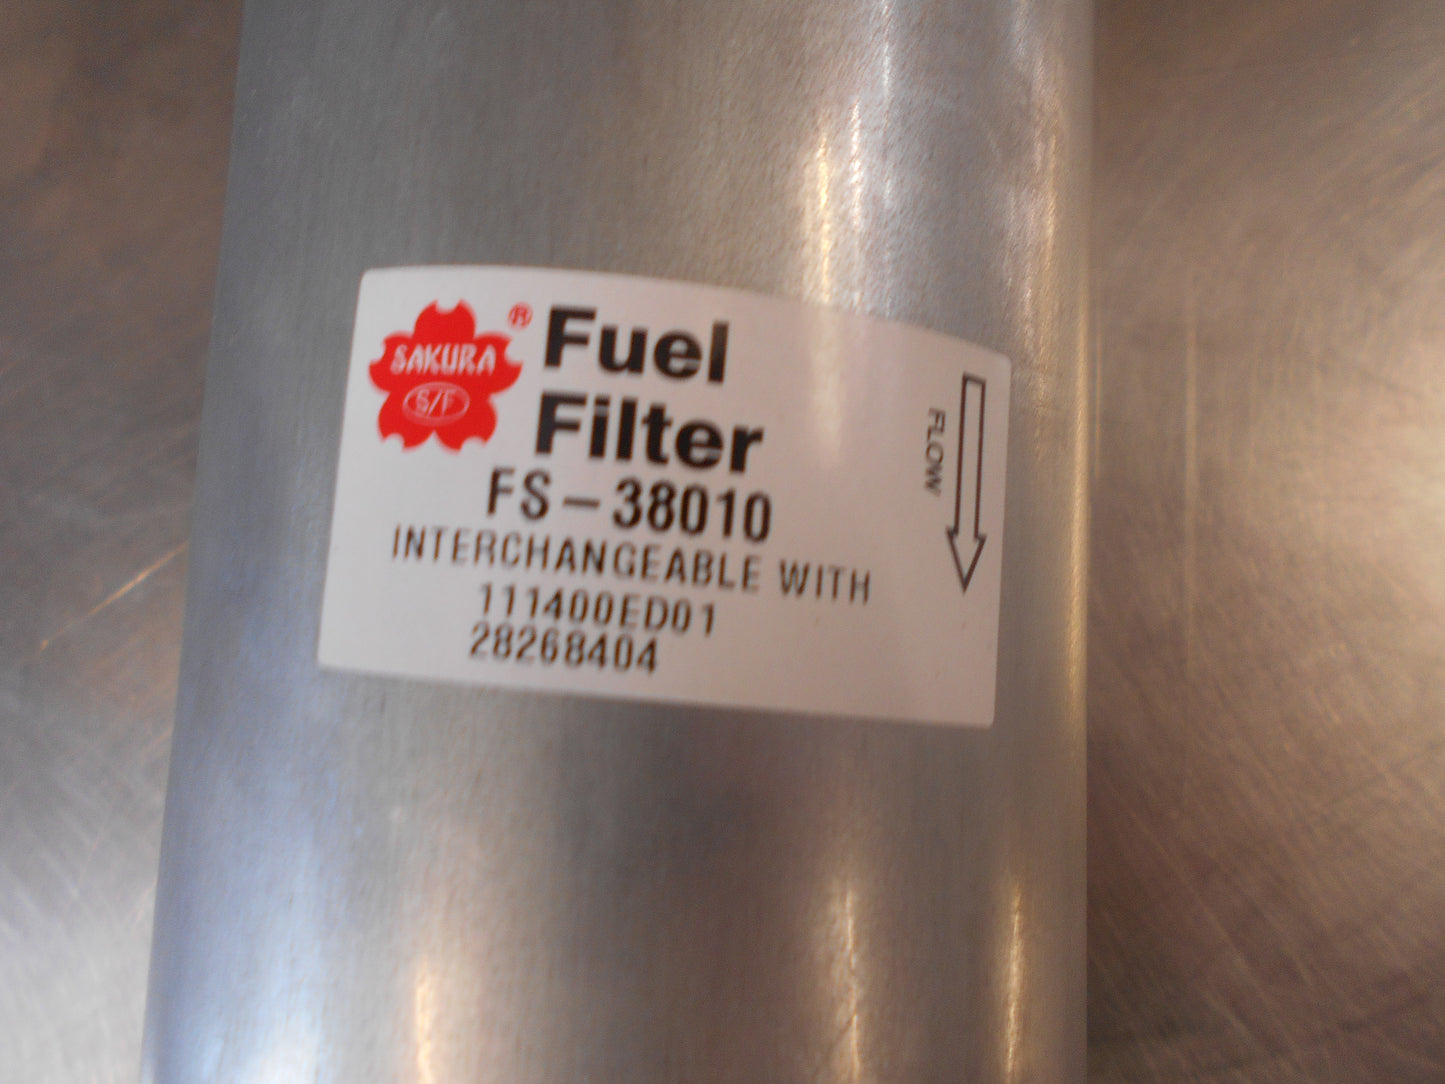 SAKURA ®
S/F
Fuel
Filter
FS-38010
INTERCHANGEABLE WITH
111400ED01
28268404
FLOW